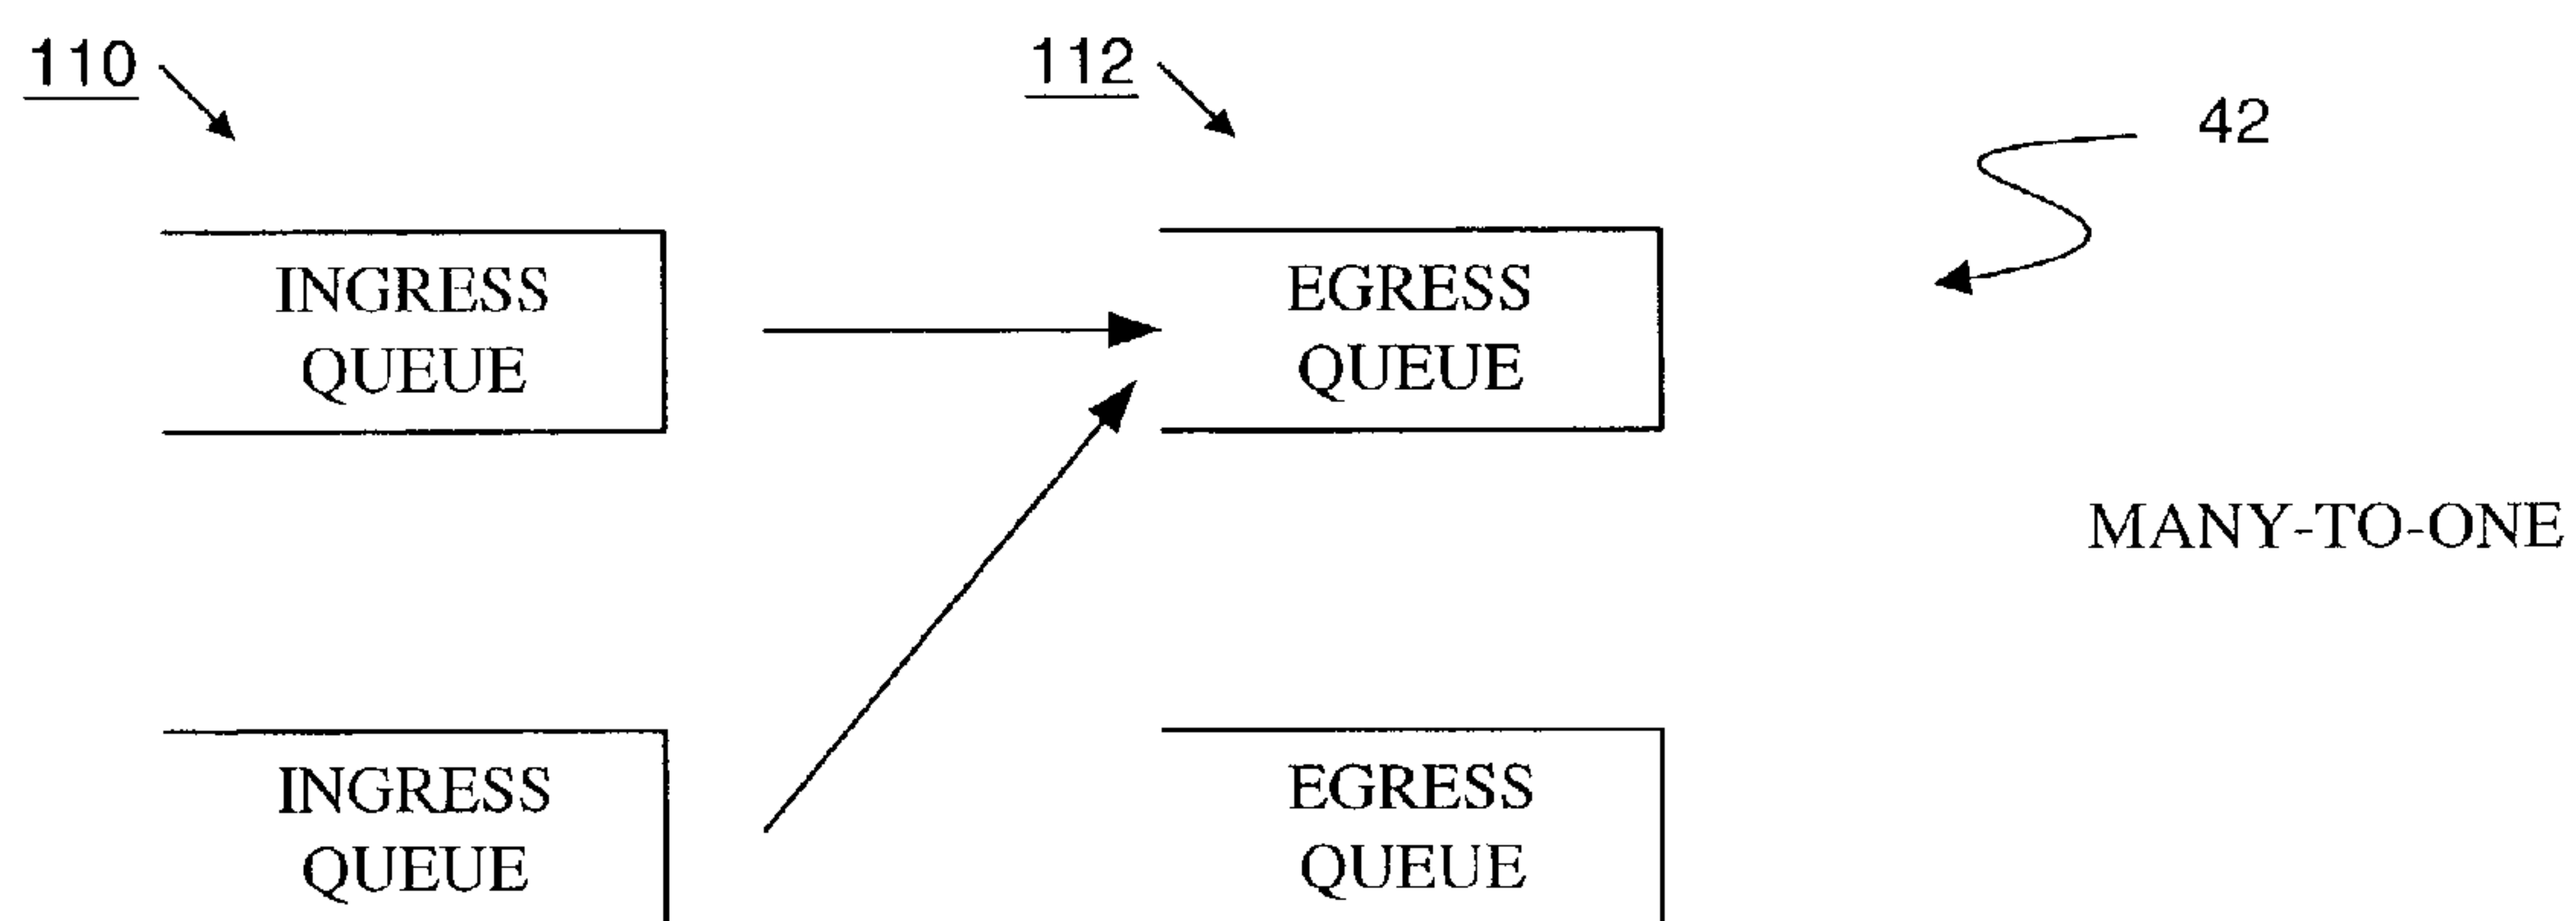 110
112
42
INGRESS
QUEUE
EGRESS
QUEUE
MANY-TO-ONE
INGRESS
QUEUE
EGRESS
QUEUE